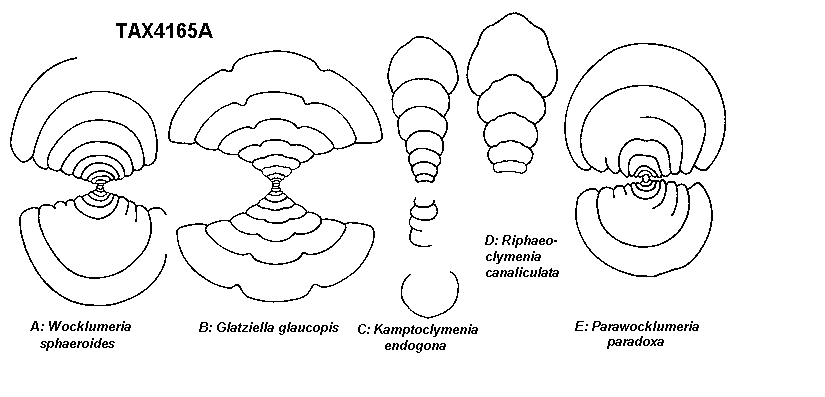 TAX4165A
A: Wocklumeria
sphaeroides
B: Glatziella glaucopis
C: Kamptoclymenia
endogona
D: Riphaeo-
clymenia
canaliculata
E: Parawocklumeria
paradoxa